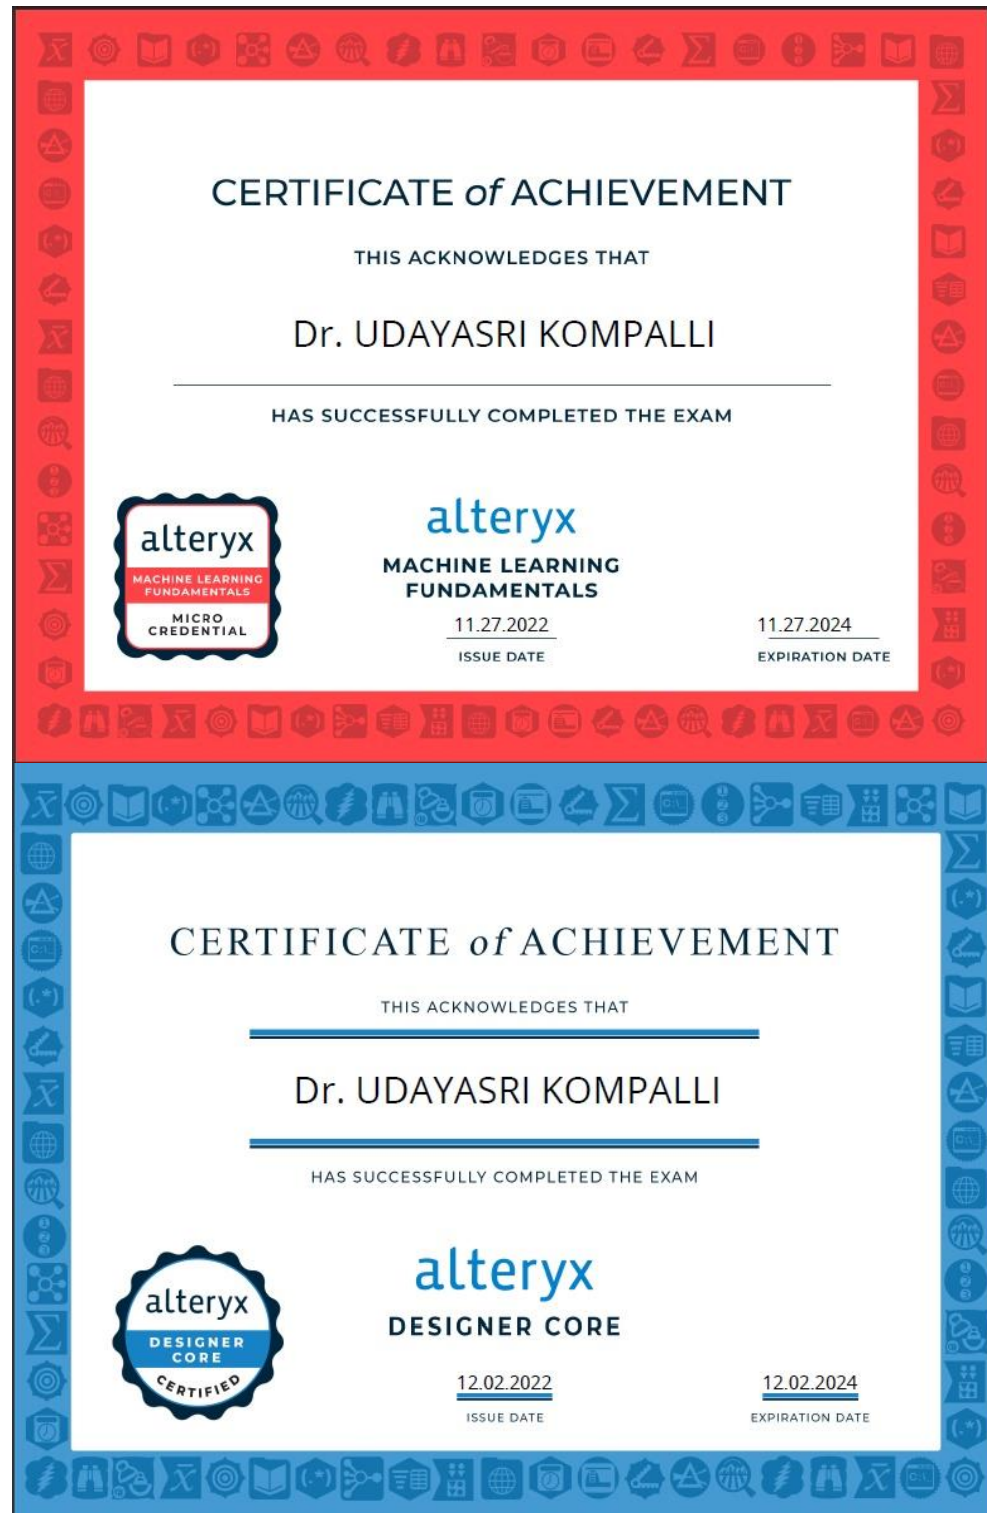 CERTIFICATE of ACHIEVEMENT
THIS ACKNOWLEDGES THAT
Dr. UDAYASRI KOMPALLI
HAS SUCCESSFULLY COMPLETED THE EXAM
alteryx
MACHINE LEARNING
FUNDAMENTALS
MICRO
CREDENTIAL
alteryx
MACHINE LEARNING
FUNDAMENTALS
11.27.2022
ISSUE DATE
11.27.2024
EXPIRATION DATE
CERTIFICATE of ACHIEVEMENT
THIS ACKNOWLEDGES THAT
Dr. UDAYASRI KOMPALLI
HAS SUCCESSFULLY COMPLETED THE EXAM
alteryx
DESIGNER
CORE
CERTIFIED
alteryx
DESIGNER CORE
12.02.2022
ISSUE DATE
12.02.2024
EXPIRATION DATE